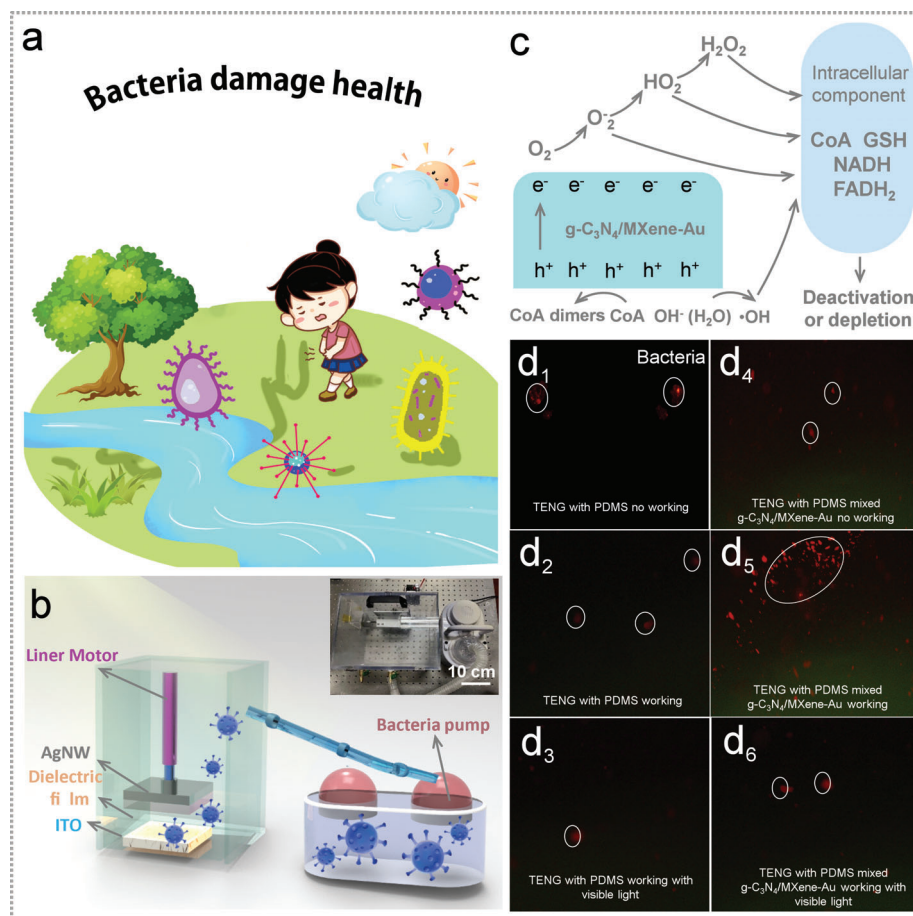 a
Bacteria damage health
b
10 cm
Liner Motor
AgNW
Dielectric
fi lm
ITO
Bacteria pump
c
H₂O₂
HO₂
O⁻₂
O₂
Intracellular
component
CoA GSH
NADH
FADH₂
e⁻ e⁻ e⁻ e⁻ e⁻
g-C₃N₄/MXene-Au
h⁺ h⁺ h⁺ h⁺ h⁺
CoA dimers CoA OH⁻ (H₂O) •OH
Deactivation
or depletion
d₁
Bacteria
TENG with PDMS no working
d₄
TENG with PDMS mixed
g-C₃N₄/MXene-Au no working
d₂
TENG with PDMS working
d₅
TENG with PDMS mixed
g-C₃N₄/MXene-Au working
d₃
TENG with PDMS working with
visible light
d₆
TENG with PDMS mixed
g-C₃N₄/MXene-Au working with
visible light